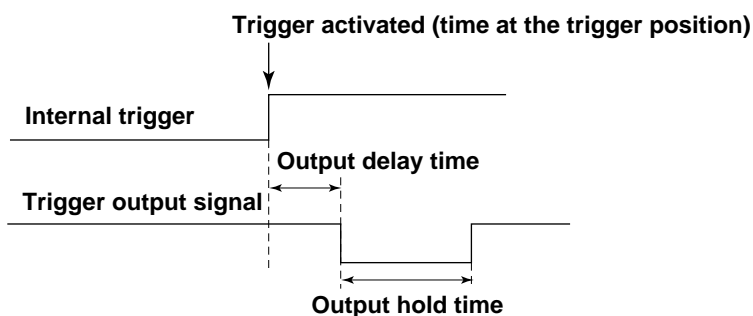 Trigger activated (time at the trigger position)
Internal trigger
Output delay time
Trigger output signal
Output hold time